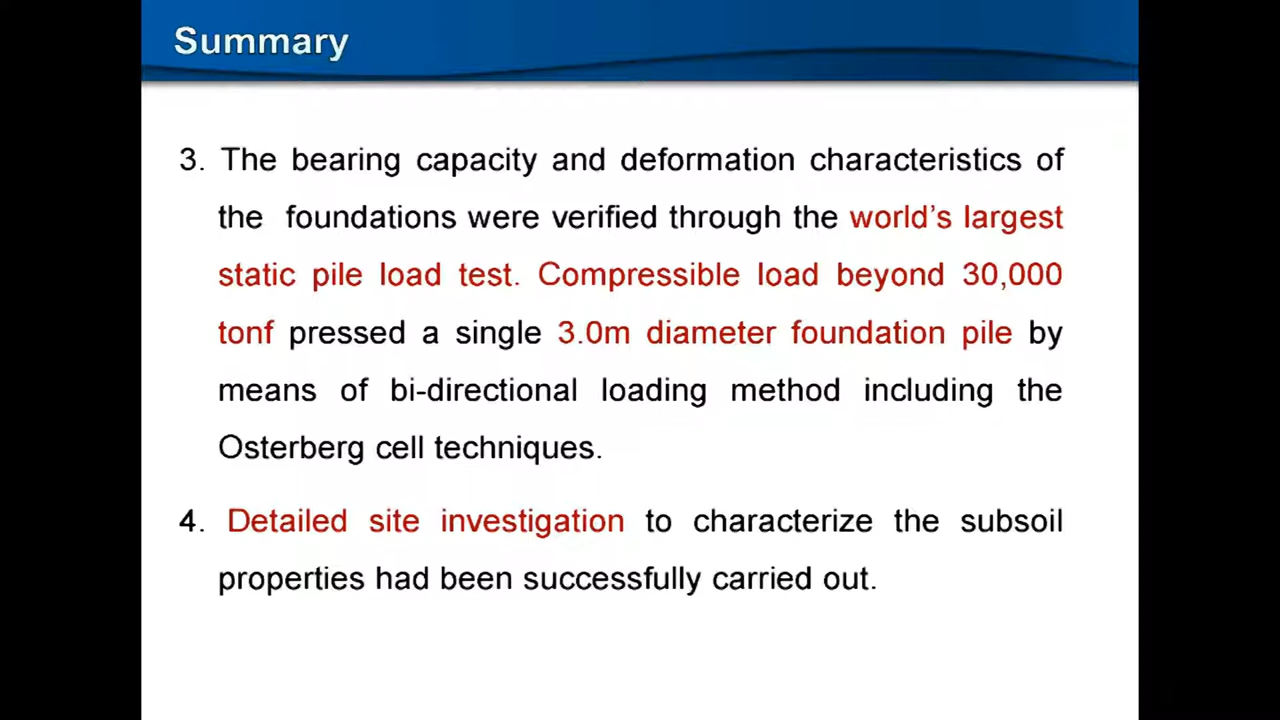 Summary
3. The bearing capacity and deformation characteristics of
the foundations were verified through the world's largest
static pile load test. Compressible load beyond 30,000
tonf pressed a single 3.0m diameter foundation pile by
means of bi-directional loading method including the
Osterberg cell techniques.
4. Detailed site investigation to characterize the subsoil
properties had been successfully carried out.